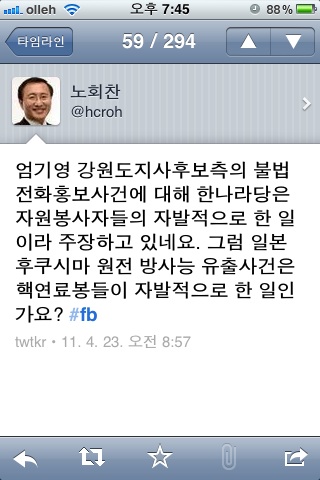 olleh 오후 7:45 88%
타임라인 59 / 294
노회찬
@hcroh
엄기영 강원도지사후보측의 불법
전화홍보사건에 대해 한나라당은
자원봉사자들의 자발적으로 한 일
이라 주장하고 있네요. 그럼 일본
후쿠시마 원전 방사능 유출사건은
핵연료봉들이 자발적으로 한 일인
가요? #fb
twtkr • 11. 4. 23. 오전 8:57